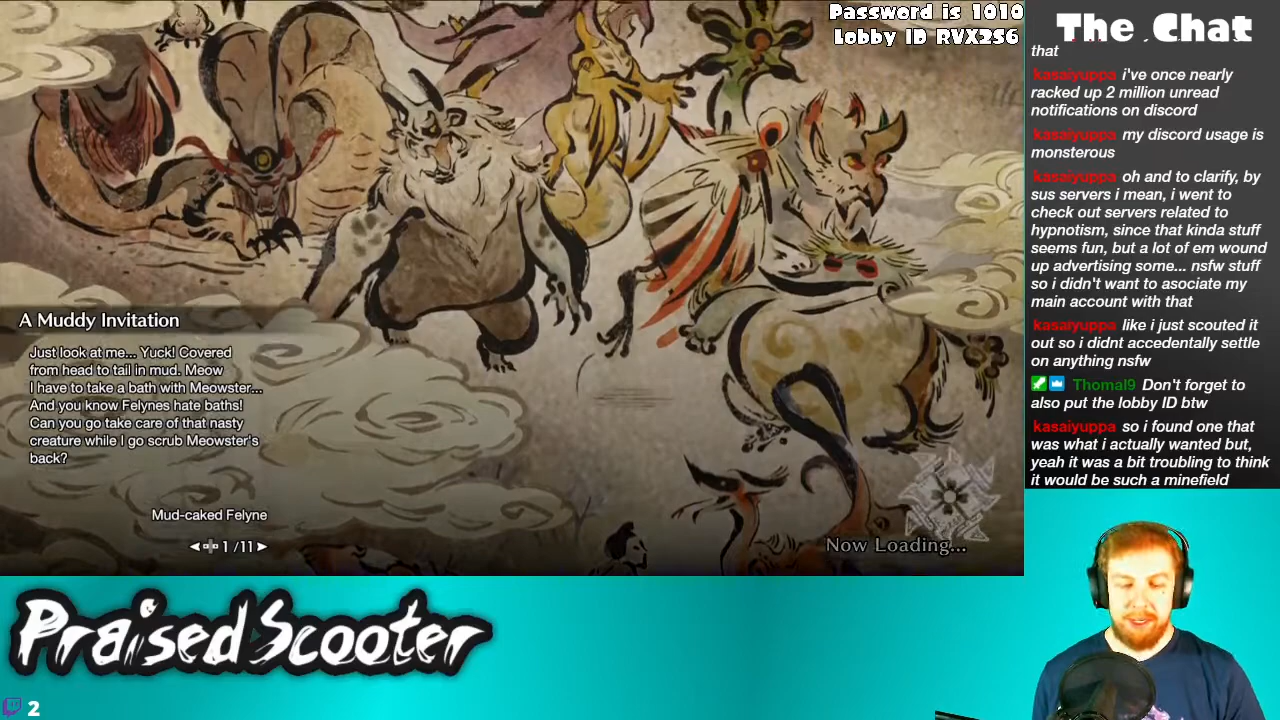 Password is 1010
Lobby ID RVX2S6
The Chat
that
kasaiyuppa i've once nearly
racked up 2 million unread
notifications on discord
kasaiyuppa my discord usage is
monsterous
kasaiyuppa oh and to clarify, by
sus servers i mean, i went to
check out servers related to
hypnotism, since that kinda stuff
seems fun, but a lot of em wound
up advertising some... nsfw stuff
so i didn't want to asociate my
main account with that
kasaiyuppa like i just scouted it
out so i didnt accedentally settle
on anything nsfw
Thomal9 Don't forget to
also put the lobby ID btw
kasaiyuppa so i found one that
was what i actually wanted but,
yeah it was a bit troubling to think
it would be such a minefield
A Muddy Invitation
Just look at me... Yuck! Covered
from head to tail in mud. Meow
I have to take a bath with Meowster...
And you know Felynes hate baths!
Can you go take care of that nasty
creature while I go scrub Meowster's
back?
Mud-caked Felyne
1 /11
Now Loading...
PraisedScooter
2